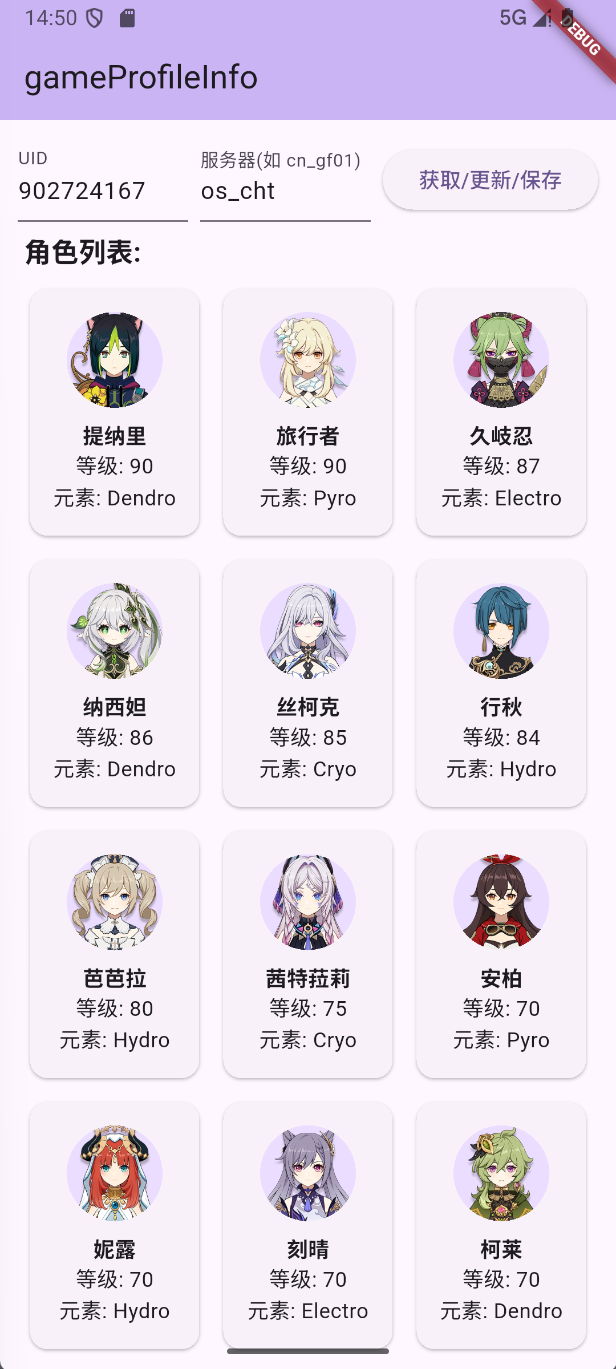 14:50
5G
DEBUG
gameProfileInfo
UID
服务器(如 cn_gf01)
902724167
os_cht
获取/更新/保存
角色列表:
提纳里
等级: 90
元素: Dendro
旅行者
等级: 90
元素: Pyro
久岐忍
等级: 87
元素: Electro
纳西妲
等级: 86
元素: Dendro
丝柯克
等级: 85
元素: Cryo
行秋
等级: 84
元素: Hydro
芭芭拉
等级: 80
元素: Hydro
茜特菈莉
等级: 75
元素: Cryo
安柏
等级: 70
元素: Pyro
妮露
等级: 70
元素: Hydro
刻晴
等级: 70
元素: Electro
柯莱
等级: 70
元素: Dendro